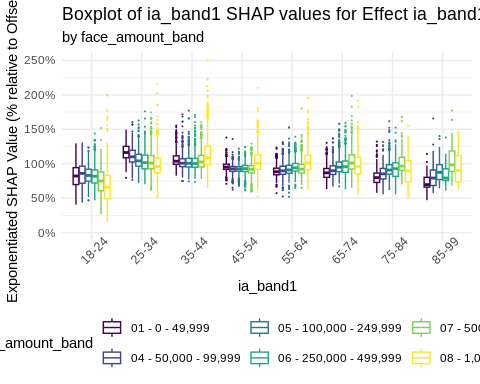 Boxplot of ia_band1 SHAP values for Effect ia_band1
by face_amount_band
Exponentiated SHAP Value (% relative to Offse
250%
200%
150%
100%
50%
0%
18-24 25-34 35-44 45-54 55-64 65-74 75-84 85-99
ia_band1
_amount_band
01 - 0 - 49,999 05 - 100,000 - 249,999 07 - 500
04 - 50,000 - 99,999 06 - 250,000 - 499,999 08 - 1,0